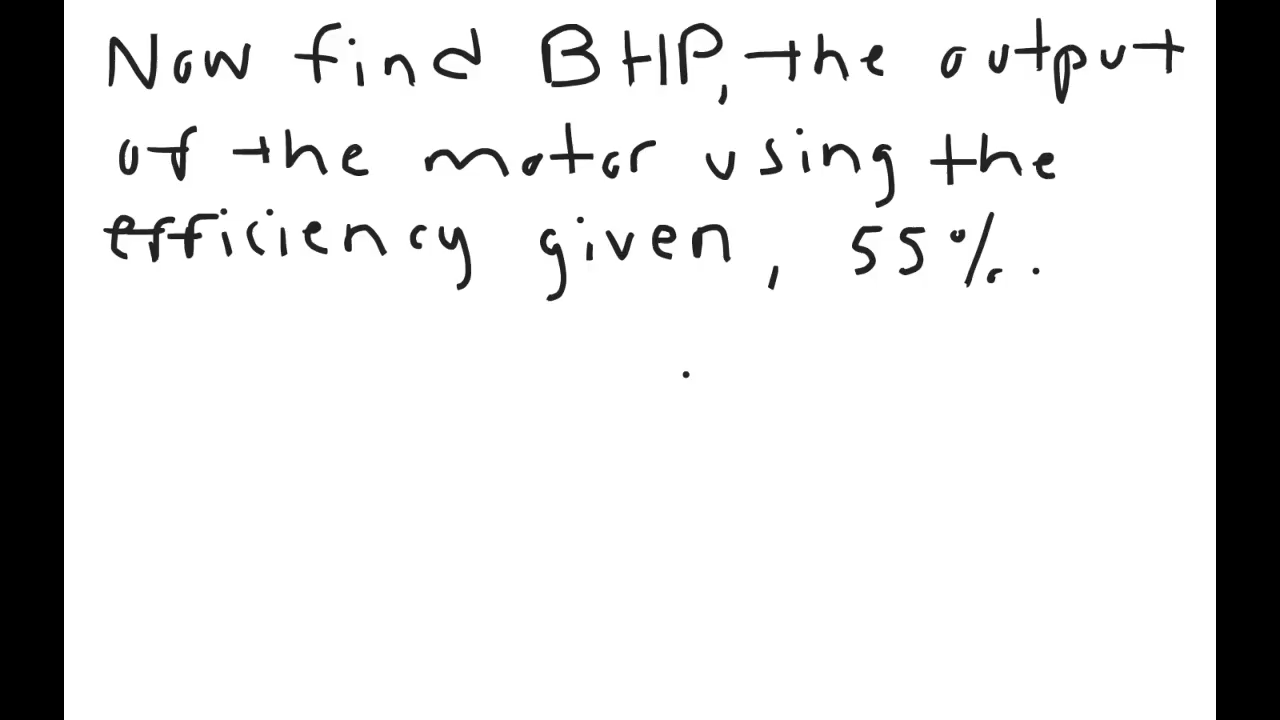 Now find BHP, the output
of the motor using the
efficiency given, 55%.